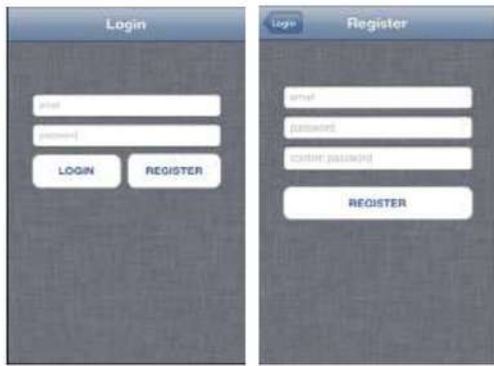 Login
email
password
LOGIN
REGISTER
Login
Register
email
password
confirm password
REGISTER